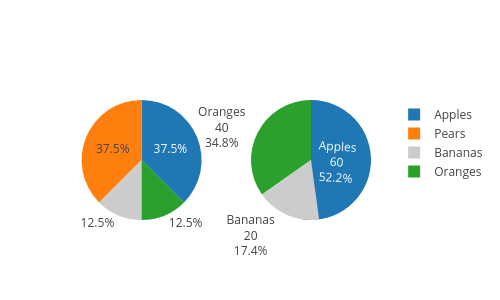 37.5%
37.5%
12.5%
12.5%
Oranges
40
34.8%
Apples
60
52.2%
Bananas
20
17.4%
Apples
Pears
Bananas
Oranges